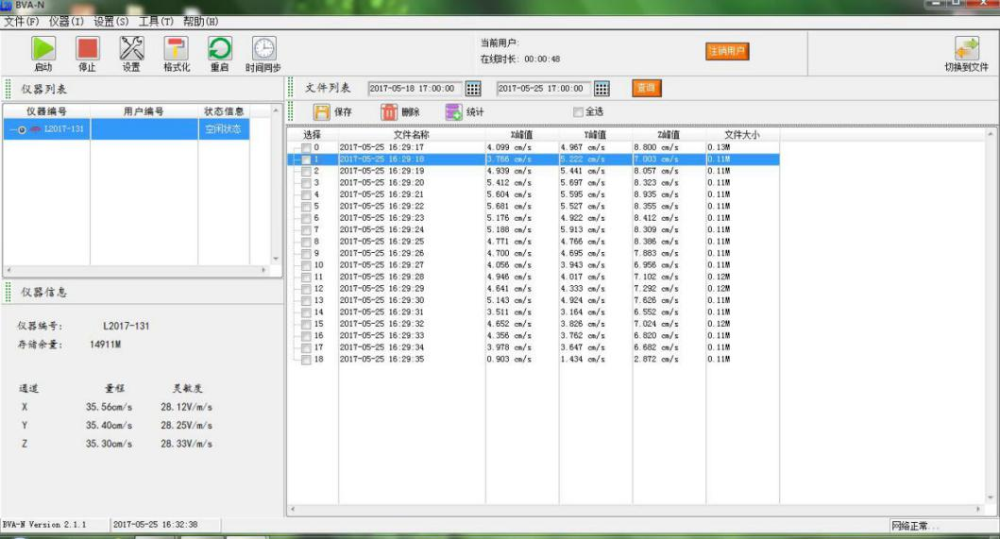 BVA-N
文件(F) 仪器(I) 设置(S) 工具(T) 帮助(H)
启动 停止 设置 格式化 重启 时间同步
当前用户:
在线时长: 00:00:48
注销用户
切换到文件
仪器列表
仪器编号 用户编号 状态信息
L2017-131 空闲状态
仪器信息
仪器编号: L2017-131
存储余量: 14911M
通道 量程 灵敏度
X 35.56cm/s 28.12V/m/s
Y 35.40cm/s 28.25V/m/s
Z 35.30cm/s 28.33V/m/s
文件列表 2017-05-18 17:00:00 2017-05-25 17:00:00 查询
保存 删除 统计 全选
选择 文件名称 X峰值 Y峰值 Z峰值 文件大小
0 2017-05-25 16:29:17 4.099 cm/s 4.967 cm/s 8.800 cm/s 0.13M
1 2017-05-25 16:29:18 3.766 cm/s 5.222 cm/s 7.003 cm/s 0.11M
2 2017-05-25 16:29:19 4.939 cm/s 5.441 cm/s 8.057 cm/s 0.11M
3 2017-05-25 16:29:20 5.412 cm/s 5.697 cm/s 8.323 cm/s 0.11M
4 2017-05-25 16:29:21 5.604 cm/s 5.595 cm/s 8.935 cm/s 0.11M
5 2017-05-25 16:29:22 5.681 cm/s 5.527 cm/s 8.355 cm/s 0.11M
6 2017-05-25 16:29:23 5.176 cm/s 4.922 cm/s 8.412 cm/s 0.11M
7 2017-05-25 16:29:24 5.188 cm/s 5.913 cm/s 8.309 cm/s 0.11M
8 2017-05-25 16:29:25 4.771 cm/s 4.766 cm/s 8.386 cm/s 0.11M
9 2017-05-25 16:29:26 4.700 cm/s 4.695 cm/s 7.883 cm/s 0.11M
10 2017-05-25 16:29:27 4.056 cm/s 3.943 cm/s 6.956 cm/s 0.11M
11 2017-05-25 16:29:28 4.946 cm/s 4.017 cm/s 7.102 cm/s 0.12M
12 2017-05-25 16:29:29 4.641 cm/s 4.333 cm/s 7.292 cm/s 0.12M
13 2017-05-25 16:29:30 5.143 cm/s 4.924 cm/s 7.626 cm/s 0.11M
14 2017-05-25 16:29:31 3.511 cm/s 3.164 cm/s 6.552 cm/s 0.11M
15 2017-05-25 16:29:32 4.652 cm/s 3.826 cm/s 7.024 cm/s 0.12M
16 2017-05-25 16:29:33 4.356 cm/s 3.762 cm/s 6.820 cm/s 0.11M
17 2017-05-25 16:29:34 3.978 cm/s 3.647 cm/s 6.682 cm/s 0.11M
18 2017-05-25 16:29:35 0.903 cm/s 1.434 cm/s 2.872 cm/s 0.11M
BVA-N Version 2.1.1 2017-05-25 16:32:38 网络正常...